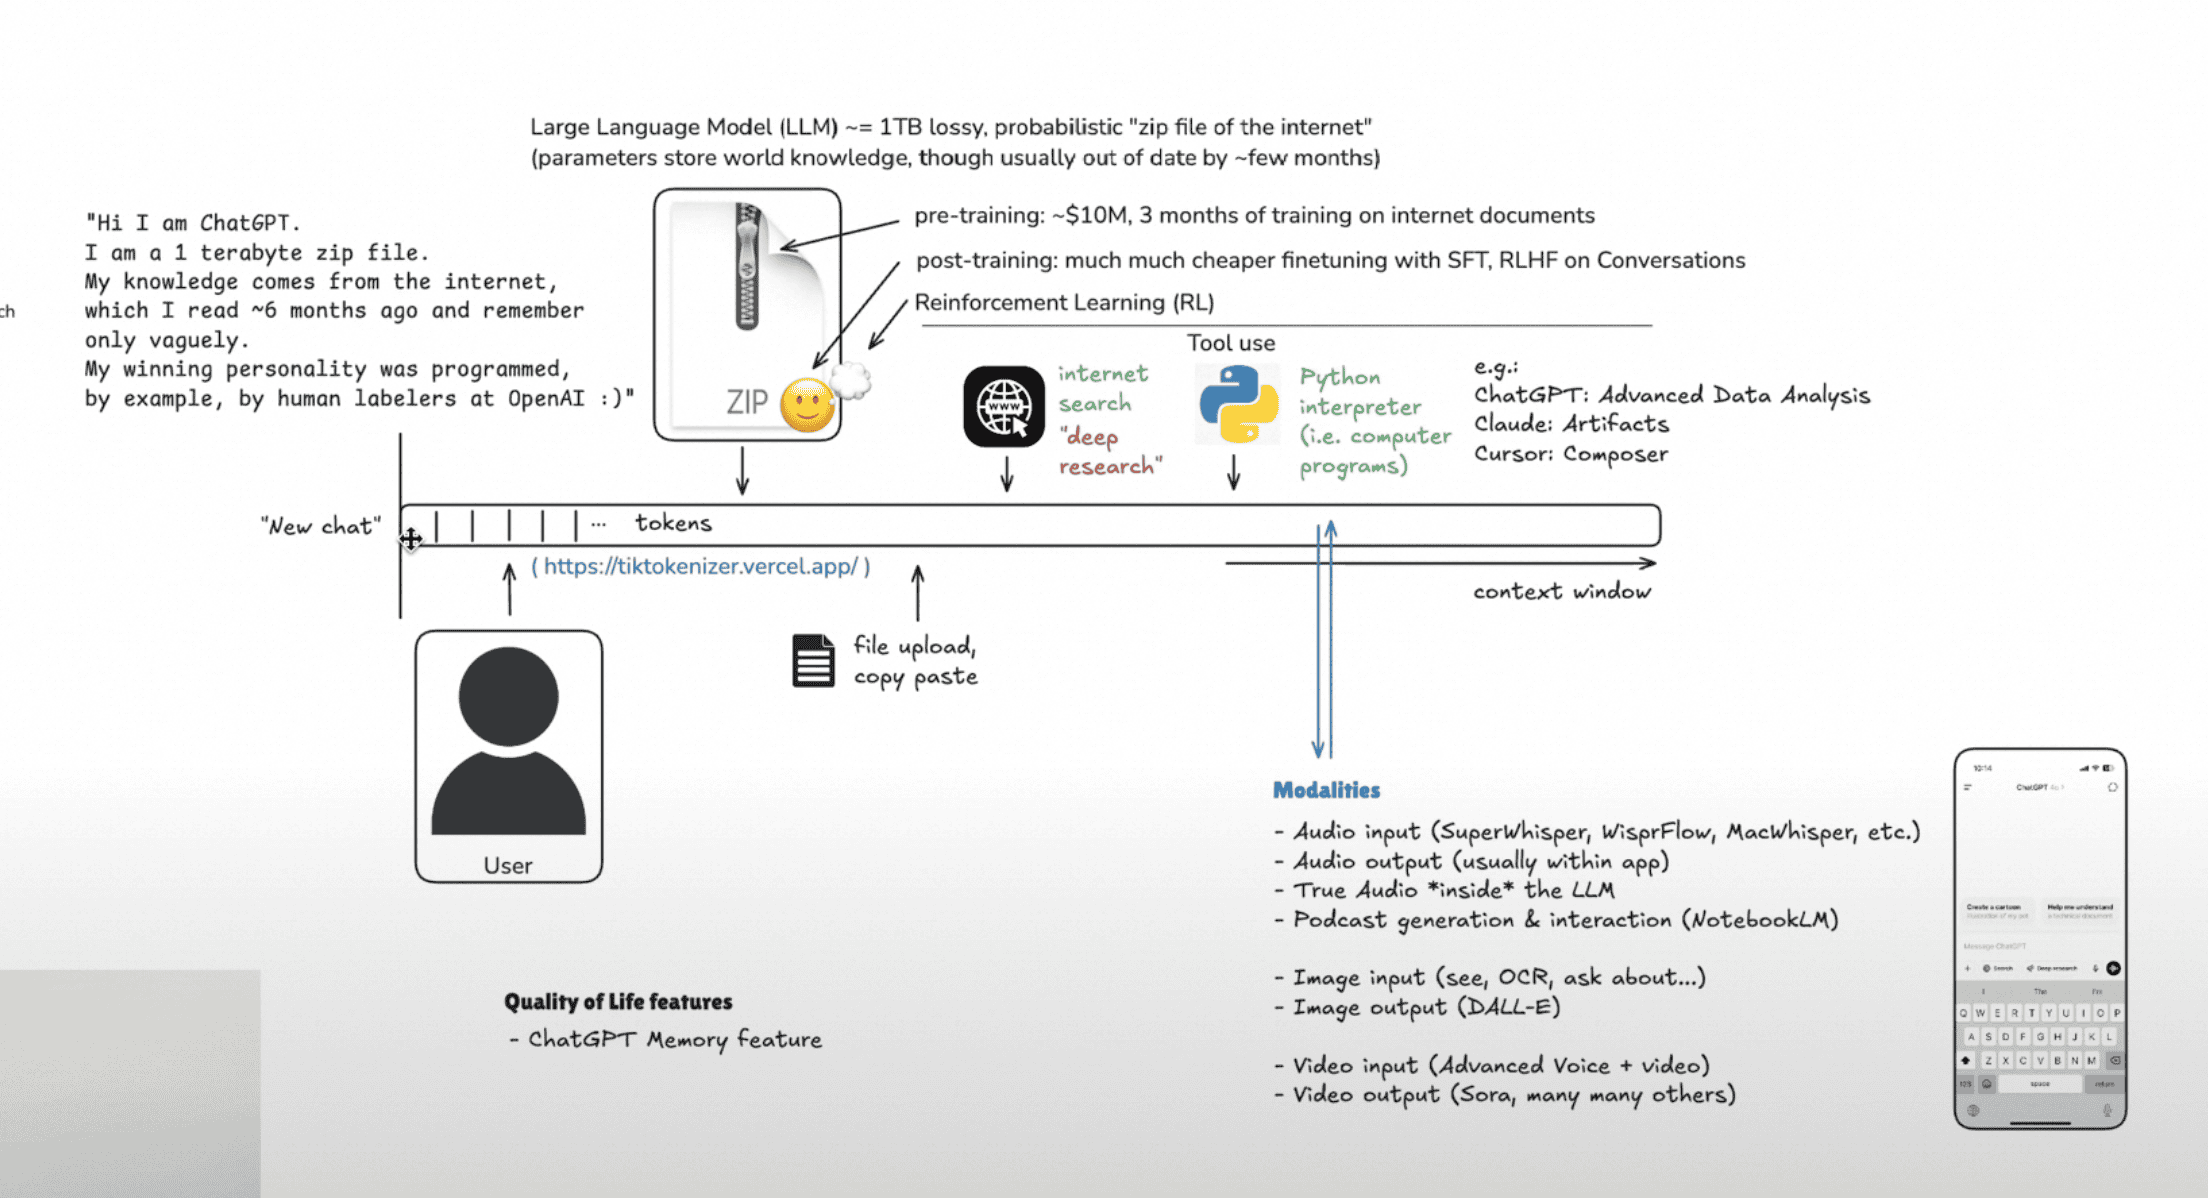 Large Language Model (LLM) ~= 1TB lossy, probabilistic "zip file of the internet"
(parameters store world knowledge, though usually out of date by ~few months)
"Hi I am ChatGPT.
I am a 1 terabyte zip file.
My knowledge comes from the internet,
which I read ~6 months ago and remember
only vaguely.
My winning personality was programmed,
by example, by human labelers at OpenAI :)"
ch
ZIP
pre-training: ~$10M, 3 months of training on internet documents
post-training: much much cheaper finetuning with SFT, RLHF on Conversations
Reinforcement Learning (RL)
Tool use
www
internet
search
"deep
research"
Python
interpreter
(i.e. computer
programs)
e.g.:
ChatGPT: Advanced Data Analysis
Claude: Artifacts
Cursor: Composer
"New chat"
... tokens
( https://tiktokenizer.vercel.app/ )
context window
file upload,
copy paste
User
Quality of Life features
- ChatGPT Memory feature
Modalities
- Audio input (SuperWhisper, WisprFlow, MacWhisper, etc.)
- Audio output (usually within app)
- True Audio *inside* the LLM
- Podcast generation & interaction (NotebookLM)
- Image input (see, OCR, ask about...)
- Image output (DALL-E)
- Video input (Advanced Voice + video)
- Video output (Sora, many many others)
10:14
ChatGPT
Create a cartoon
illustration of my pet
Help me understand
a technical document
Message ChatGPT
+ Search Deep research
I The I'm
Q W E R T Y U I O P
A S D F G H J K L
Z X C V B N M
123 space return